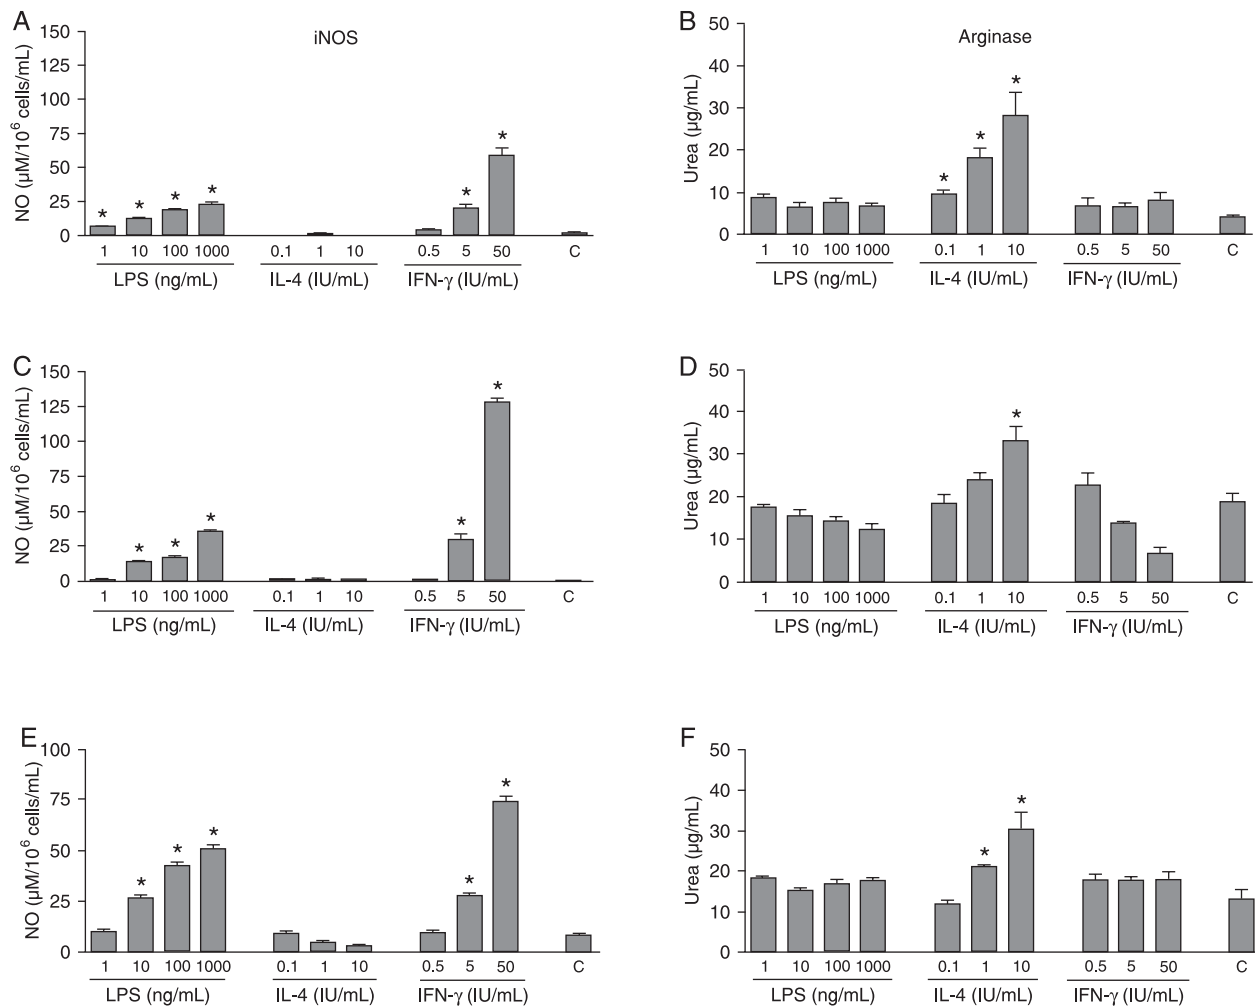 A
iNOS
NO (µM/10⁶ cells/mL)
150
125
100
75
50
25
0
* * * * * *
1 10 100 1000 0.1 1 10 0.5 5 50 C
LPS (ng/mL) IL-4 (IU/mL) IFN-γ (IU/mL)
B
Arginase
Urea (µg/mL)
50
40
30
20
10
0
* * *
1 10 100 1000 0.1 1 10 0.5 5 50 C
LPS (ng/mL) IL-4 (IU/mL) IFN-γ (IU/mL)
C
NO (µM/10⁶ cells/mL)
150
125
100
75
50
25
0
* * * * *
1 10 100 1000 0.1 1 10 0.5 5 50 C
LPS (ng/mL) IL-4 (IU/mL) IFN-γ (IU/mL)
D
Urea (µg/mL)
50
40
30
20
10
0
*
1 10 100 1000 0.1 1 10 0.5 5 50 C
LPS (ng/mL) IL-4 (IU/mL) IFN-γ (IU/mL)
E
NO (µM/10⁶ cells/mL)
100
75
50
25
0
* * * * *
1 10 100 1000 0.1 1 10 0.5 5 50 C
LPS (ng/mL) IL-4 (IU/mL) IFN-γ (IU/mL)
F
Urea (µg/mL)
50
40
30
20
10
0
* *
1 10 100 1000 0.1 1 10 0.5 5 50 C
LPS (ng/mL) IL-4 (IU/mL) IFN-γ (IU/mL)